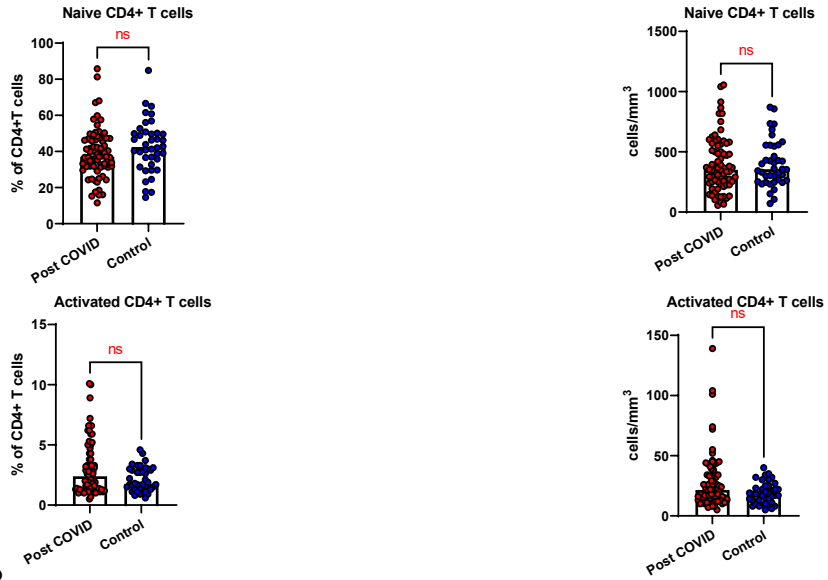 Naive CD4+ T cells
ns
% of CD4+T cells
100
80
60
40
20
0
Post COVID
Control
Naive CD4+ T cells
ns
cells/mm³
1500
1000
500
0
Post COVID
Control
Activated CD4+ T cells
ns
% of CD4+ T cells
15
10
5
0
Post COVID
Control
Activated CD4+ T cells
ns
cells/mm³
150
100
50
0
Post COVID
Control